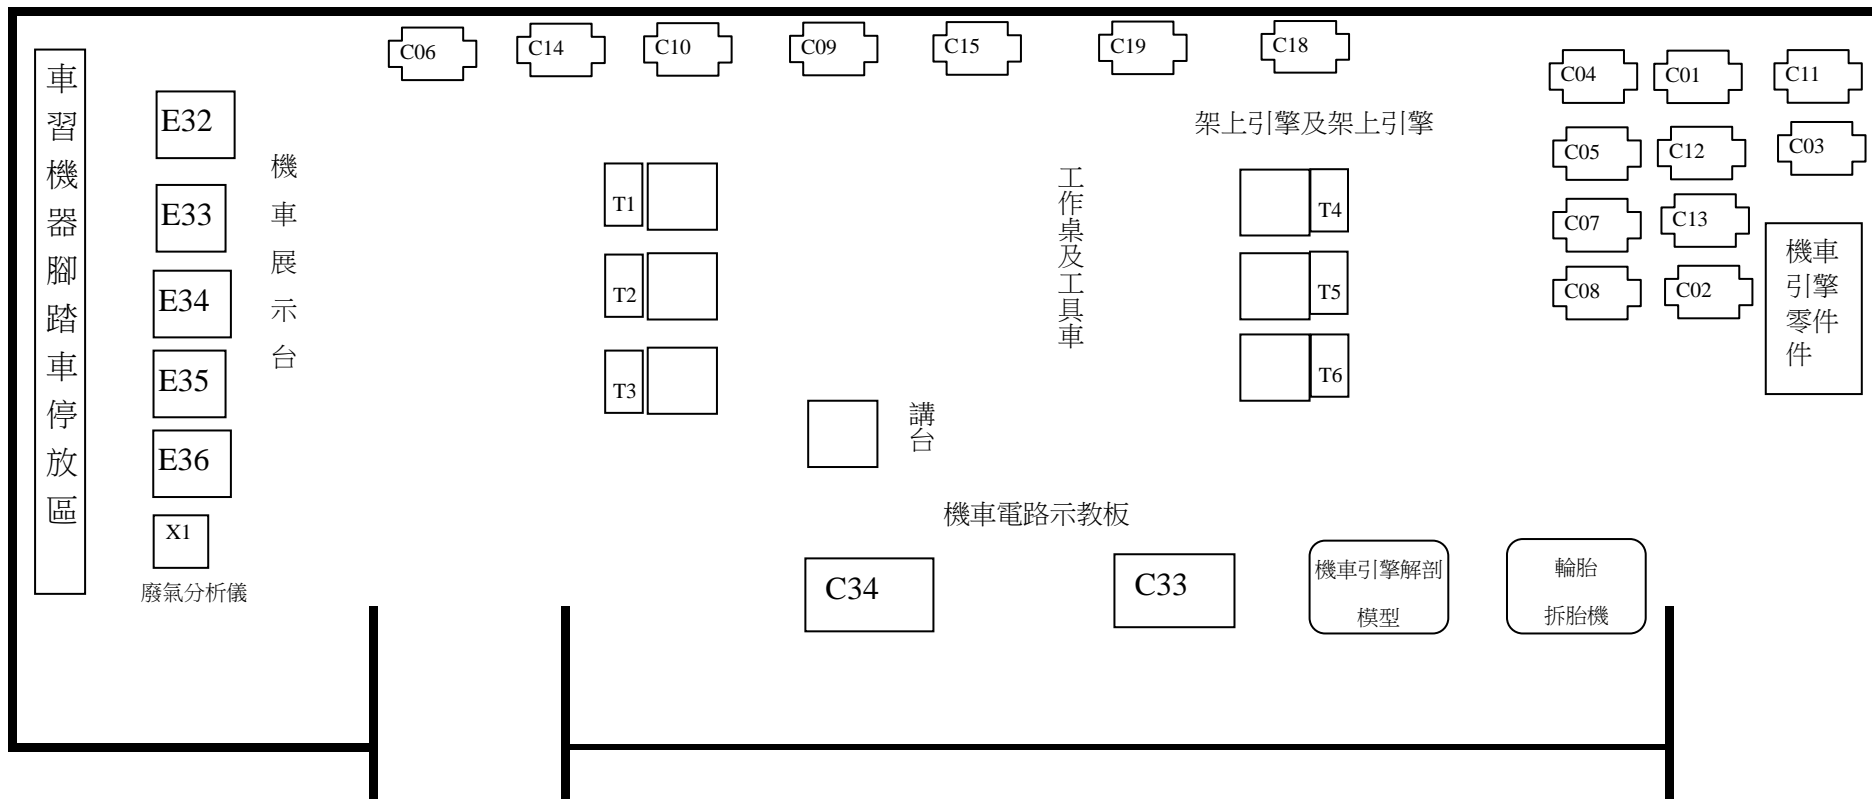 C06
C14
C10
C09
C15
C19
C18
C04
C01
C11
車習機器腳踏車停放區
E32
機車展示台
架上引擎及架上引擎
C05
C12
C03
T1
工作桌及工具車
T4
E33
C07
C13
機車
引擎
零件
件
T2
T5
E34
C08
C02
T3
T6
E35
講台
E36
機車電路示教板
X1
廢氣分析儀
C34
C33
機車引擎解剖
模型
輪胎
拆胎機